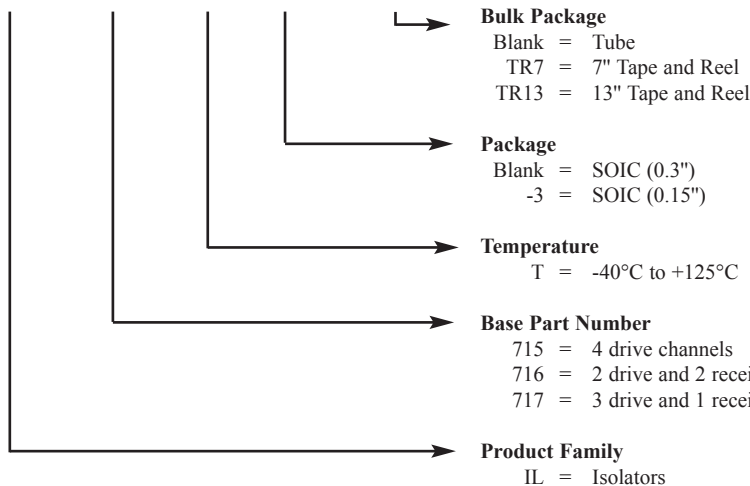 Bulk Package
Blank = Tube
TR7 = 7" Tape and Reel
TR13 = 13" Tape and Reel
Package
Blank = SOIC (0.3")
-3 = SOIC (0.15")
Temperature
T = -40°C to +125°C
Base Part Number
715 = 4 drive channels
716 = 2 drive and 2
717 = 3 drive and 1
Product Family
IL = Isolators